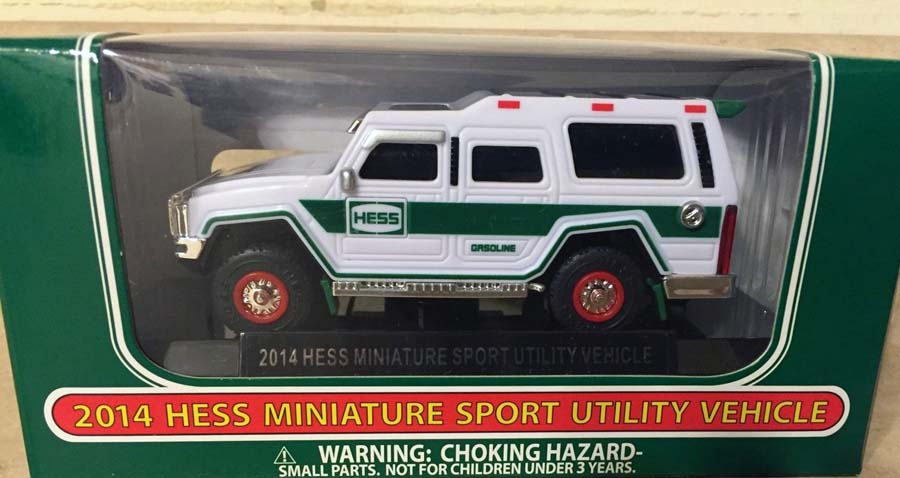 HESS
GASOLINE
2014 HESS MINIATURE SPORT UTILITY VEHICLE
2014 HESS MINIATURE SPORT UTILITY VEHICLE
WARNING: CHOKING HAZARD-
SMALL PARTS. NOT FOR CHILDREN UNDER 3 YEARS.